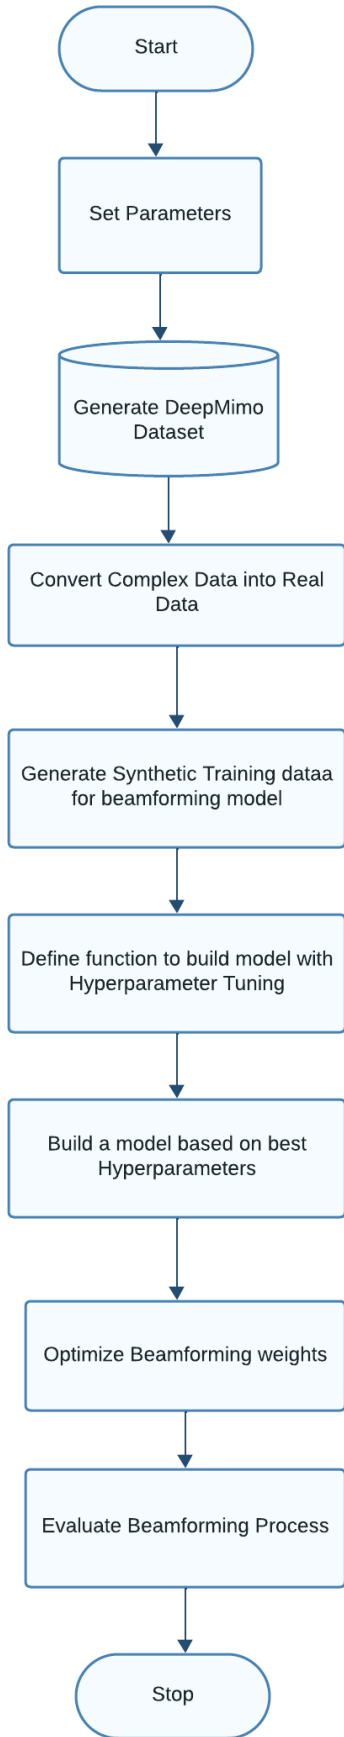 Start
Set Parameters
Generate DeepMimo
Dataset
Convert Complex Data into Real
Data
Generate Synthetic Training dataa
for beamforming model
Define function to build model with
Hyperparameter Tuning
Build a model based on best
Hyperparameters
Optimize Beamforming weights
Evaluate Beamforming Process
Stop